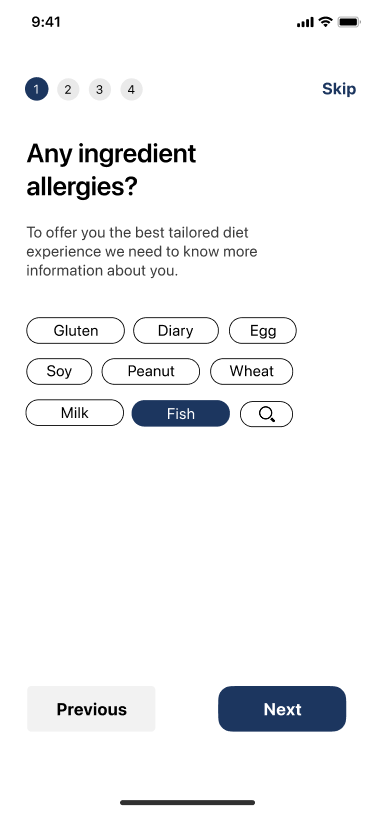 9:41
1 2 3 4 Skip
Any ingredient
allergies?
To offer you the best tailored diet
experience we need to know more
information about you.
Gluten Diary Egg
Soy Peanut Wheat
Milk Fish
Previous Next